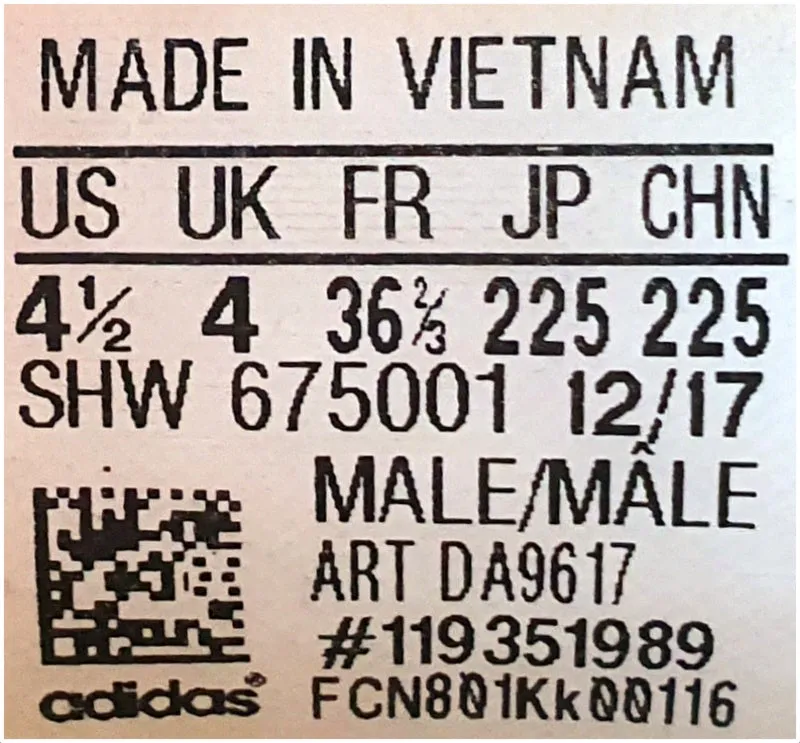 MADE IN VIETNAM
US UK FR JP CHN
4½ 4 36⅔ 225 225
SHW 675001 12/17
MALE/MÂLE
ART DA9617
#119351989
adidas® FCN801Kk00116